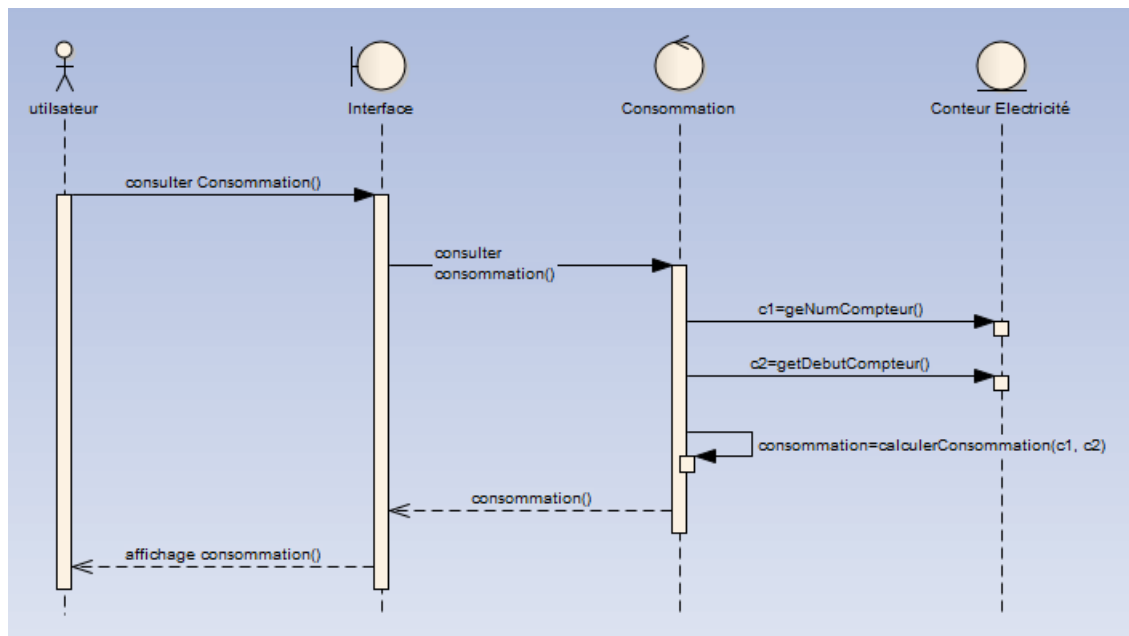 utilsateur
Interface
Consommation
Conteur Electricité
consulter Consommation()
consulter
consommation()
c1=geNumCompteur()
c2=getDebutCompteur()
consommation=calculerConsommation(c1, c2)
consommation()
affichage consommation()